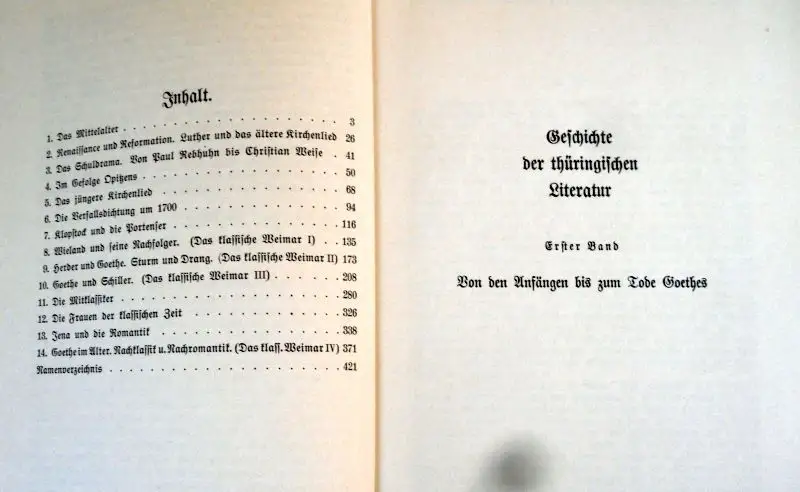 Inhalt.
1. Das Mittelalter . . . . . . . . . . . . . . . . . . 3
2. Renaissance und Reformation. Luther und das ältere Kirchenlied 26
3. Das Schuldrama. Von Paul Rebhuhn bis Christian Weise . 41
4. Im Gefolge Opitzens . . . . . . . . . . . . . . . . 50
5. Das jüngere Kirchenlied . . . . . . . . . . . . . . 68
6. Die Verfallsdichtung um 1700 . . . . . . . . . . . . 94
7. Klopstock und die Portenser . . . . . . . . . . . . 116
8. Wieland und seine Nachfolger. (Das klassische Weimar I) . . 135
9. Herder und Goethe. Sturm und Drang. (Das klassische Weimar II) 173
10. Goethe und Schiller. (Das klassische Weimar III) . . . . . 208
11. Die Mitklassiker . . . . . . . . . . . . . . . . . 280
12. Die Frauen der klassischen Zeit . . . . . . . . . . . 326
13. Jena und die Romantik . . . . . . . . . . . . . . 338
14. Goethe im Alter. Nachklassik u. Nachromantik. (Das klass. Weimar IV) 371
Namenverzeichnis . . . . . . . . . . . . . . . . . . 421
Geschichte
der thüringischen
Literatur
Erster Band
Von den Anfängen bis zum Tode Goethes